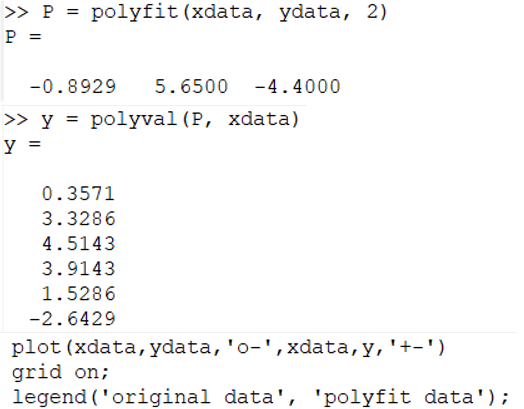 >> P = polyfit(xdata, ydata, 2)
P =
-0.8929 5.6500 -4.4000
>> y = polyval(P, xdata)
y =
0.3571
3.3286
4.5143
3.9143
1.5286
-2.6429
plot(xdata,ydata,'o-',xdata,y,'+-')
grid on;
legend('original data', 'polyfit data');